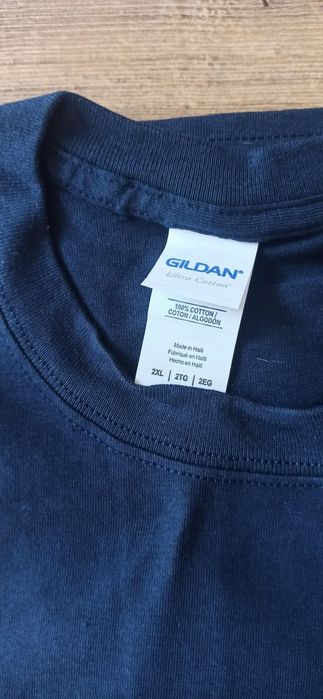 GILDAN®
Ultra Cotton®
100% COTTON /
COTON / ALGODÓN
Made in Haiti
Fabriqué en Haïti
Hecho en Haití
2XL | 2TG | 2EG